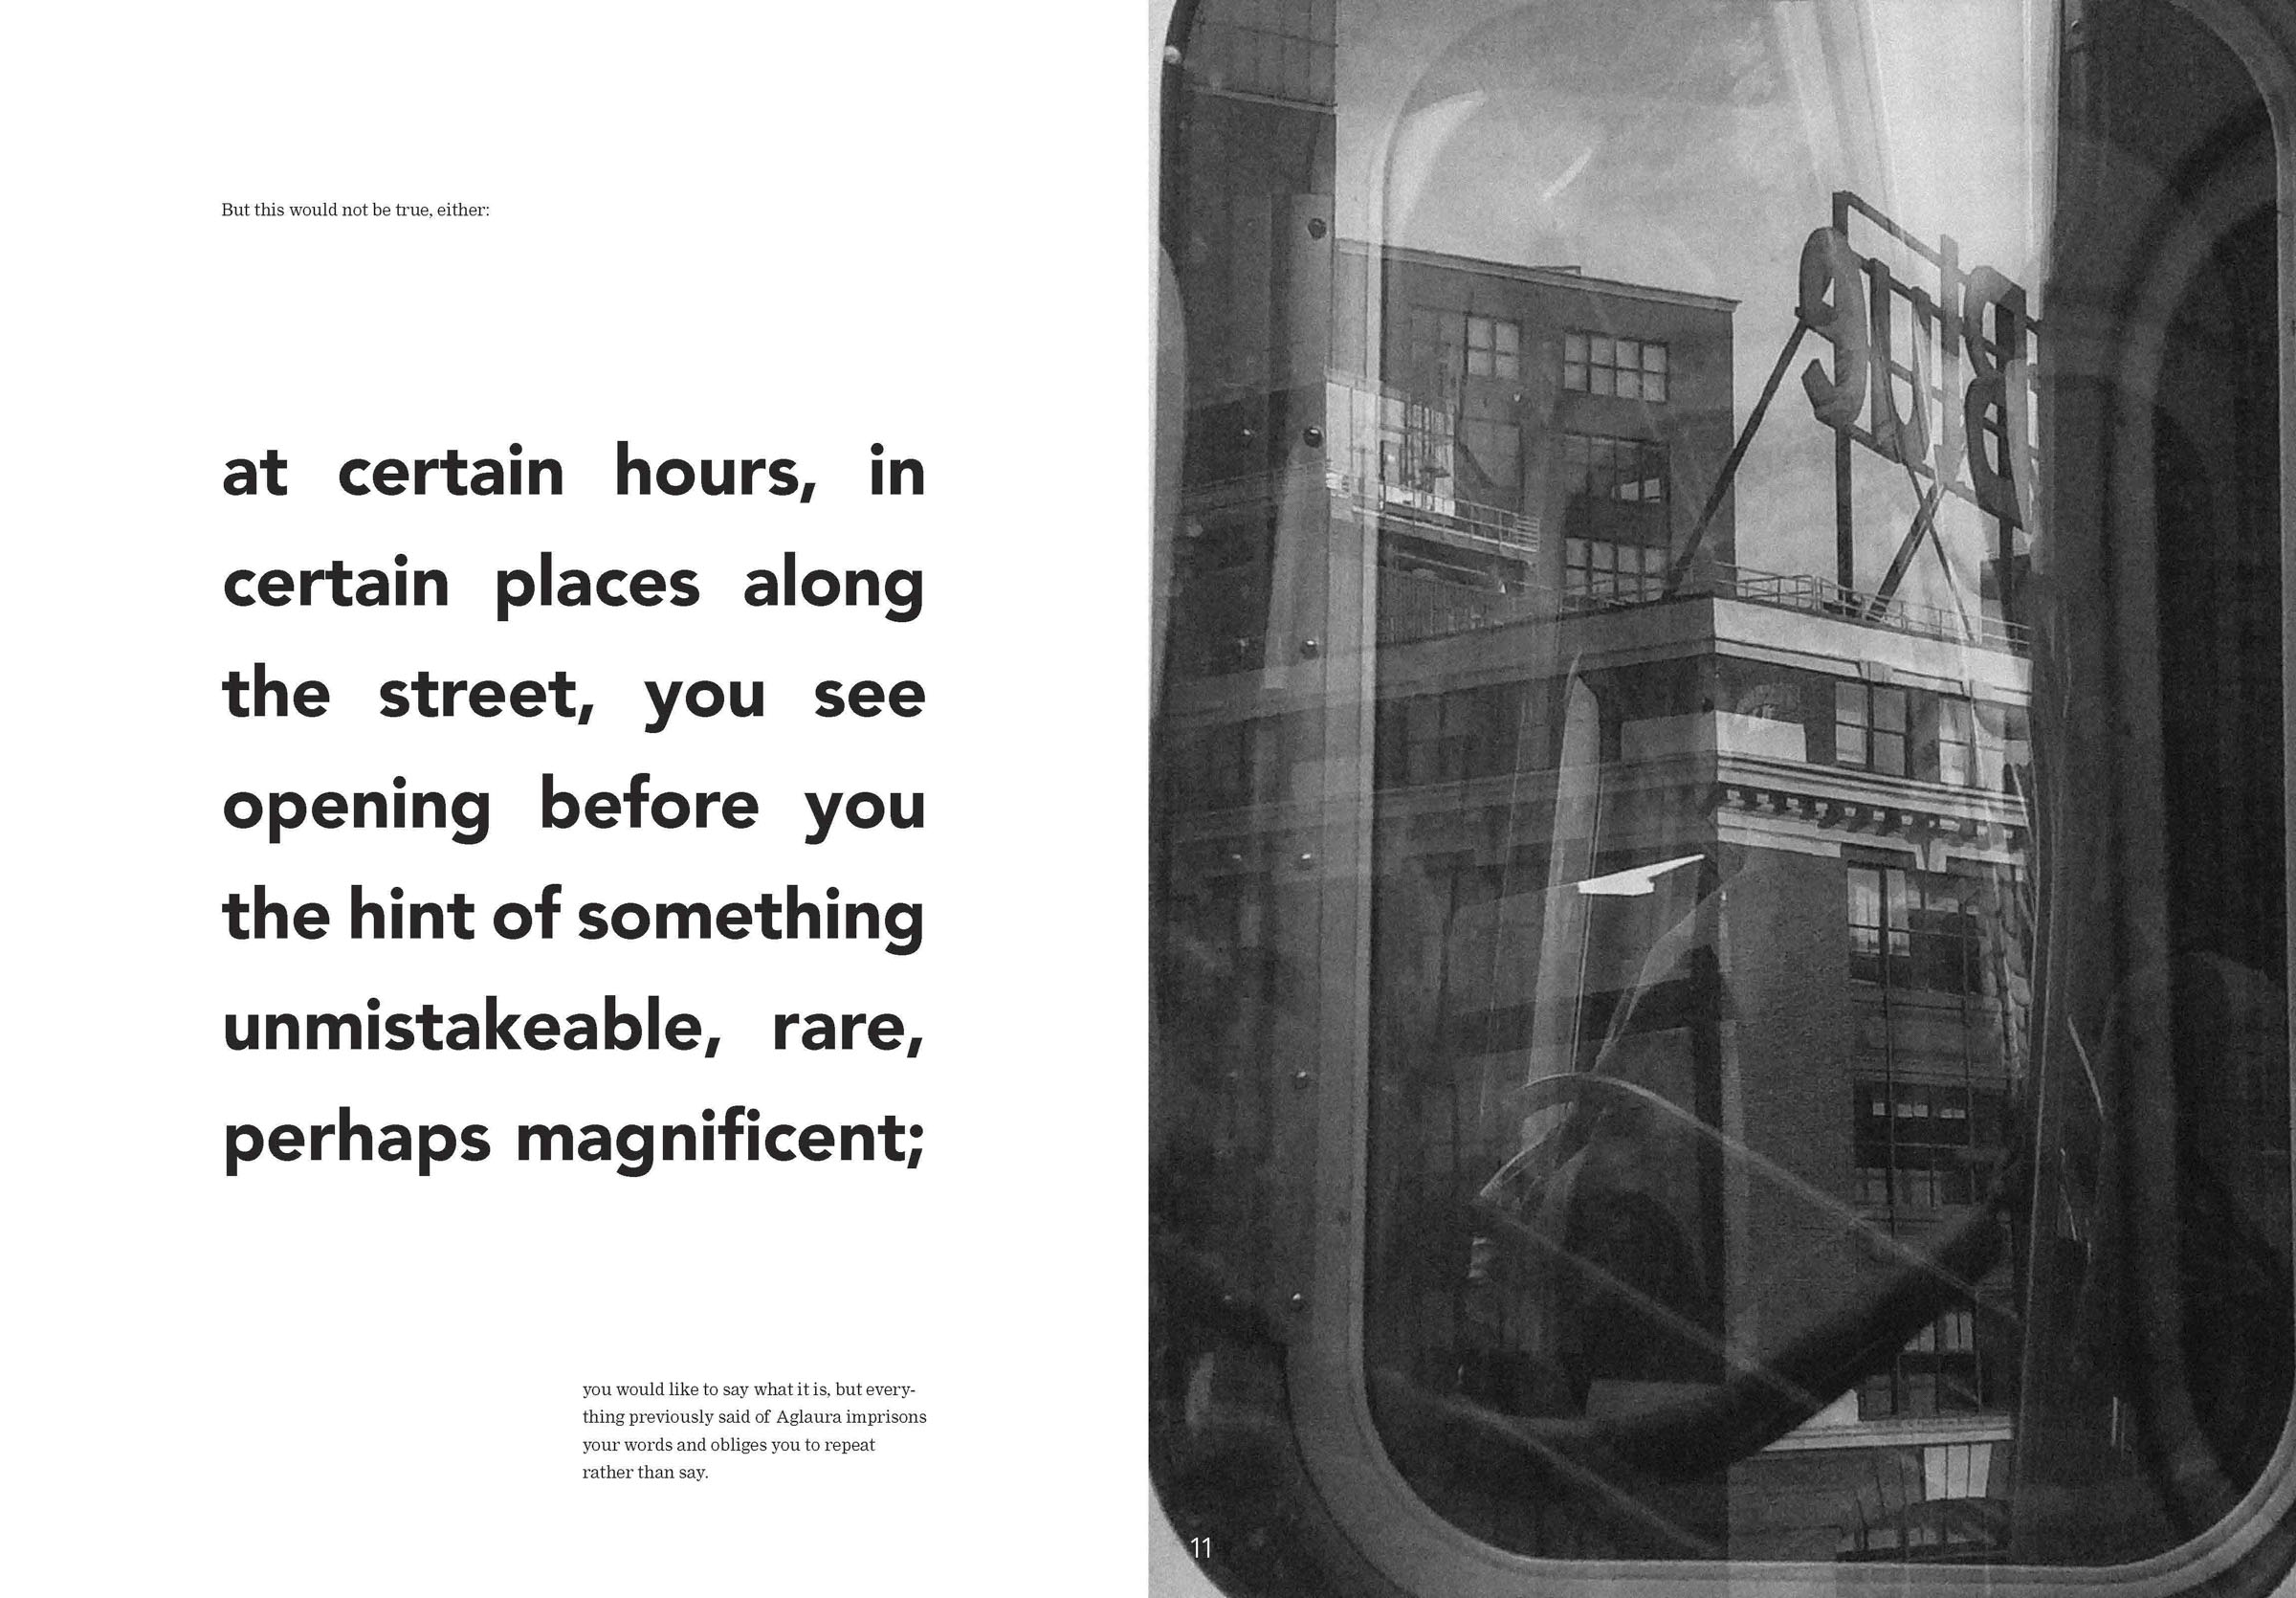 But this would not be true, either:
at certain hours, in
certain places along
the street, you see
opening before you
the hint of something
unmistakeable, rare,
perhaps magnificent;
you would like to say what it is, but every-
thing previously said of Aglaura imprisons
your words and obliges you to repeat
rather than say.
11